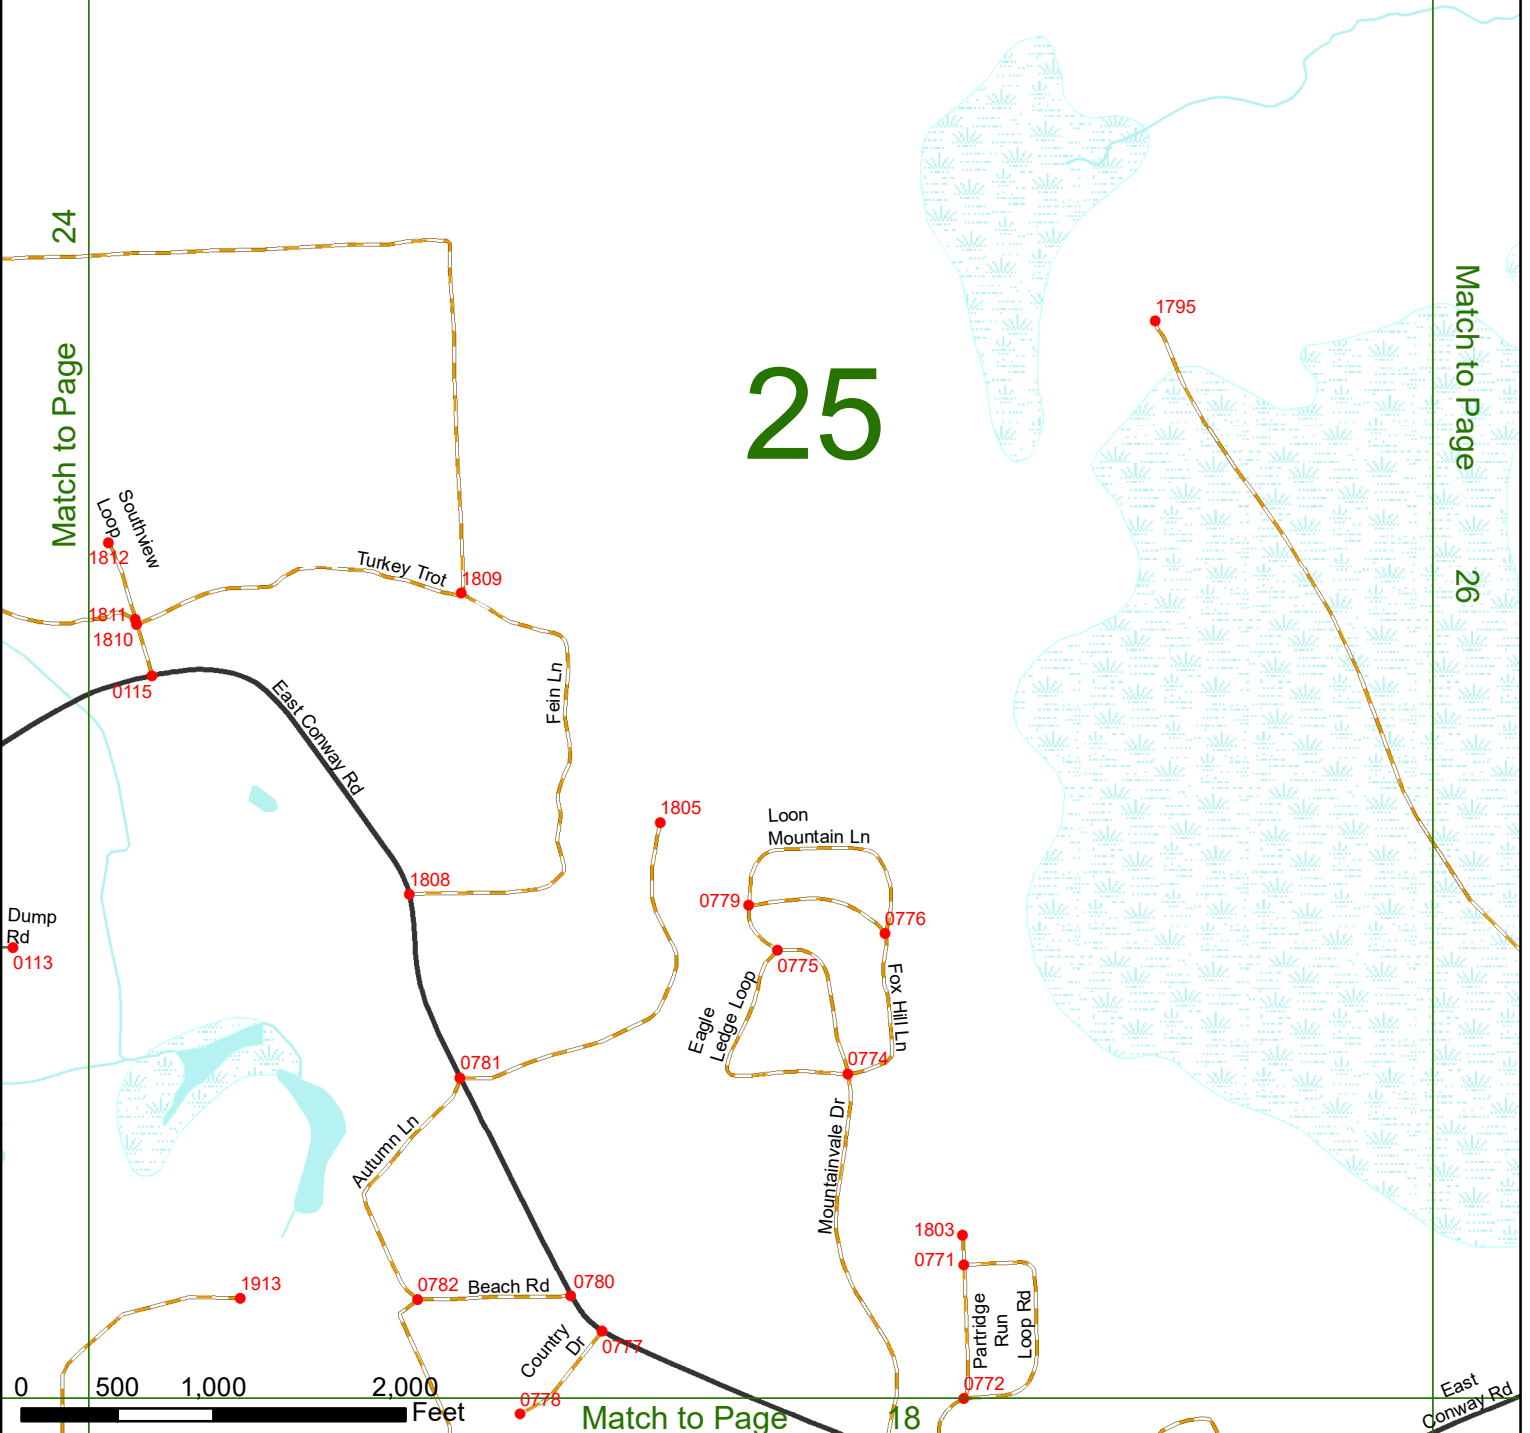 24
Match to Page
25
1795
Match to Page
26
Southview
Loop
1812
Turkey Trot
1809
1811
1810
0115
East Conway Rd
Fein Ln
1805
Loon
Mountain Ln
1808
0779
0776
Dump
Rd
0113
0775
Eagle
Ledge Loop
Fox Hill Ln
0781
0774
Autumn Ln
Mountainvale Dr
1803
0771
1913
0782
Beach Rd
0780
Partridge
Run
Loop Rd
Country
Dr
0777
0772
0778
0
500
1,000
2,000
Feet
Match to Page
18
East
Conway Rd